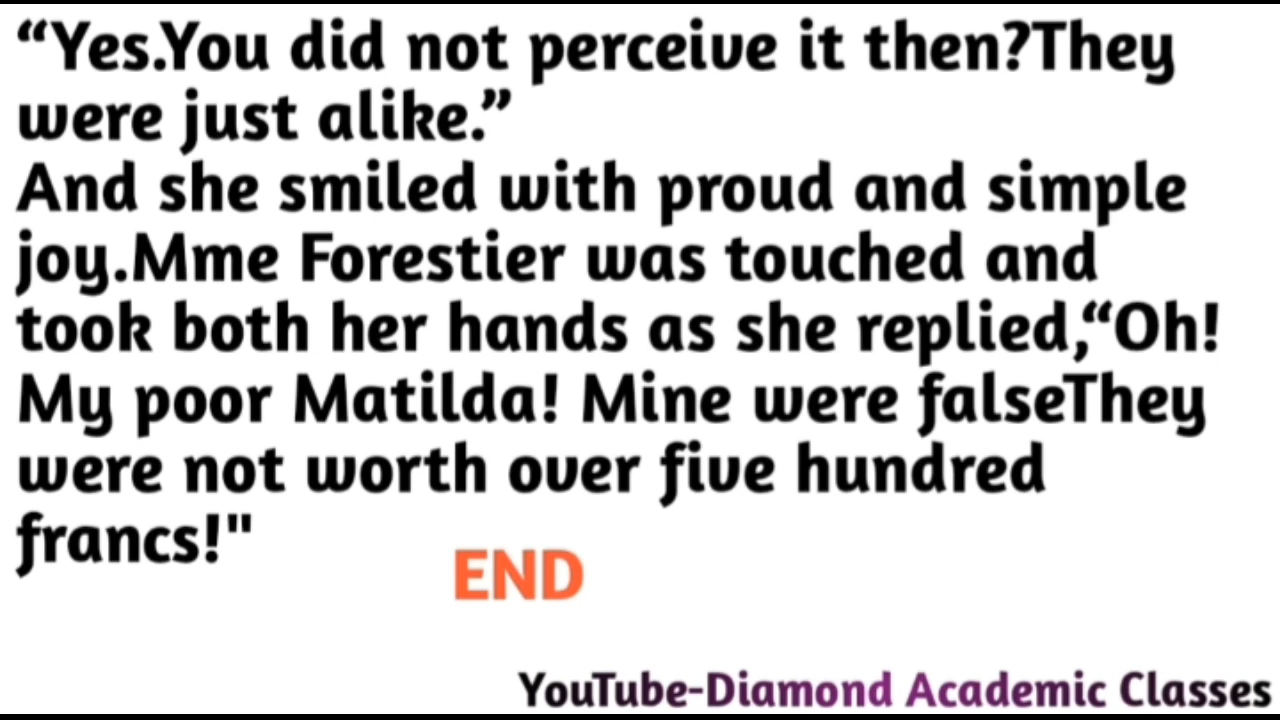 “Yes.You did not perceive it then?They
were just alike.”
And she smiled with proud and simple
joy.Mme Forestier was touched and
took both her hands as she replied,“Oh!
My poor Matilda! Mine were falseThey
were not worth over five hundred
francs!"
END
YouTube-Diamond Academic Classes